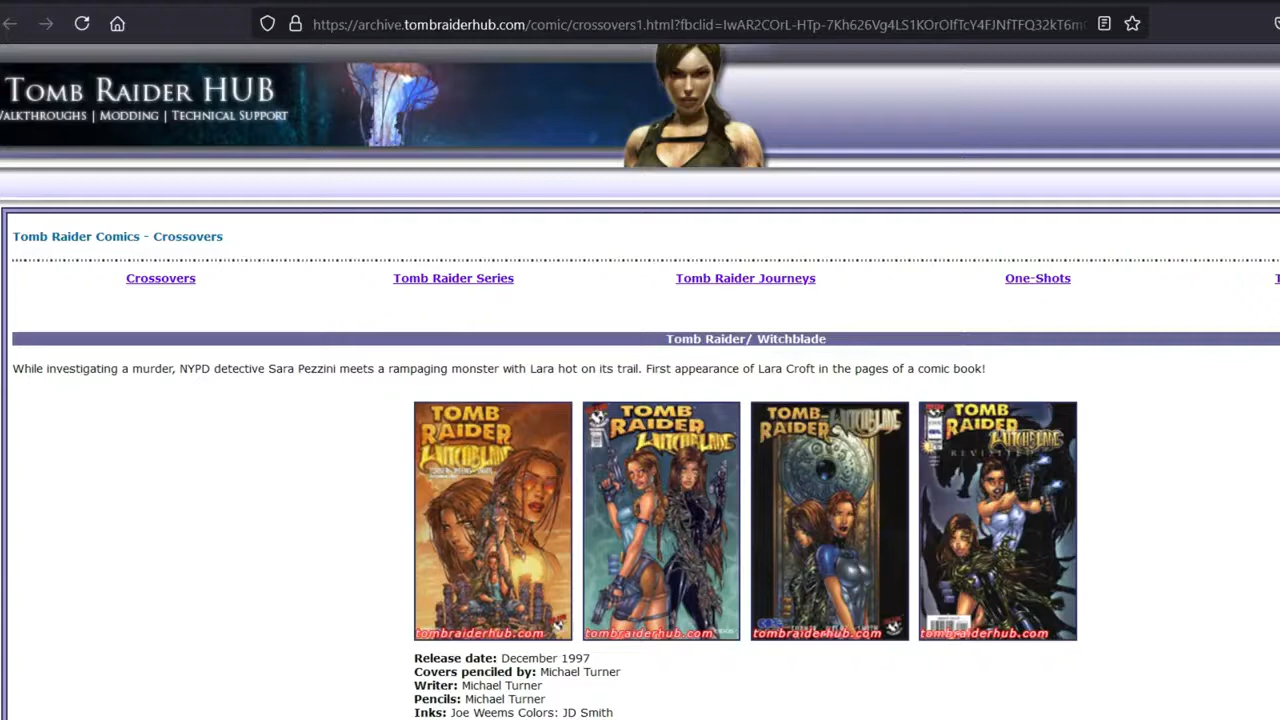 https://archive.tombraiderhub.com/comic/crossovers1.html?fbclid=IwAR2COrL-HTp-7Kh626Vg4LS1KOrOlfTcY4FJNfTFQ32kT6m
TOMB RAIDER HUB
WALKTHROUGHS | MODDING | TECHNICAL SUPPORT
Tomb Raider Comics - Crossovers
Crossovers Tomb Raider Series Tomb Raider Journeys One-Shots T
Tomb Raider/ Witchblade
While investigating a murder, NYPD detective Sara Pezzini meets a rampaging monster with Lara hot on its trail. First appearance of Lara Croft in the pages of a comic book!
TOMB RAIDER WITCHBLADE
tombraiderhub.com
TOMB RAIDER WITCHBLADE
tombraiderhub.com
TOMB RAIDER WITCHBLADE
tombraiderhub.com
TOMB RAIDER WITCHBLADE
REVISITED
tombraiderhub.com
Release date: December 1997
Covers penciled by: Michael Turner
Writer: Michael Turner
Pencils: Michael Turner
Inks: Joe Weems Colors: JD Smith